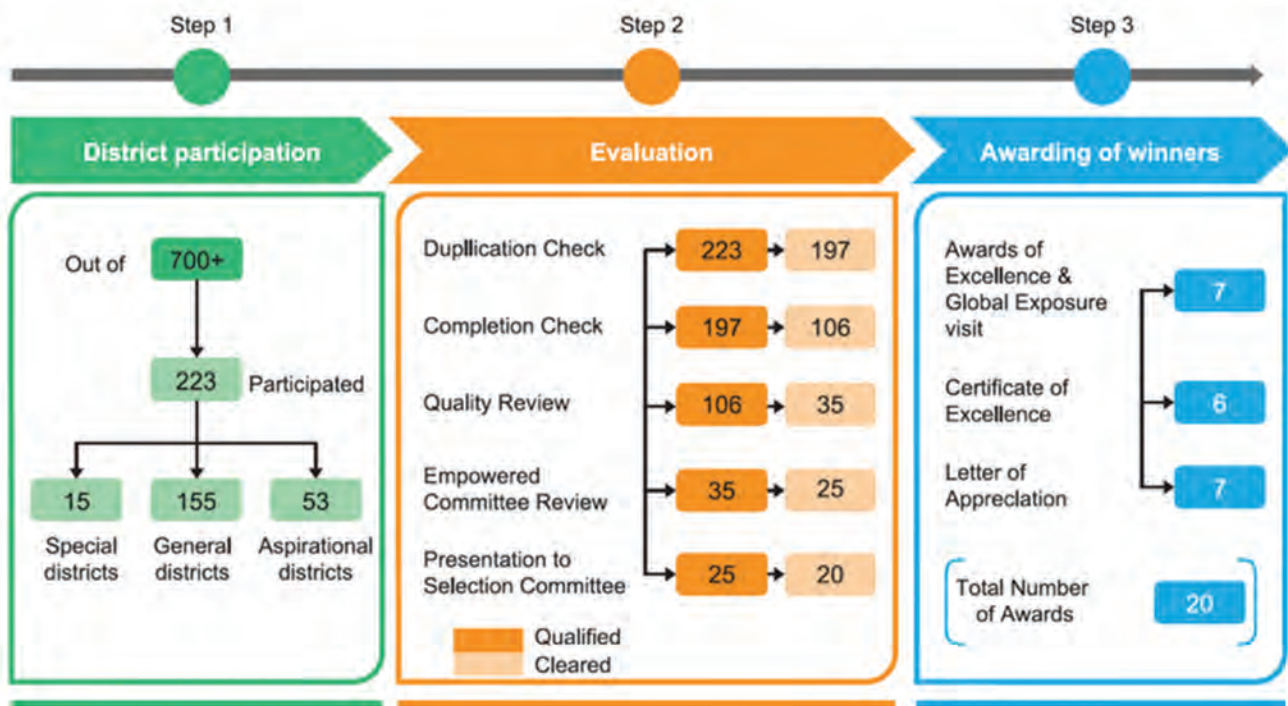 Step 1
Step 2
Step 3
District participation
Evaluation
Awarding of winners
Out of
700+
223
Participated
15
155
53
Special
districts
General
districts
Aspirational
districts
Dupllication Check
223
197
Completion Check
197
106
Quality Review
106
35
Empowered
Committee Review
35
25
Presentation to
Selection Committee
25
20
Qualified
Cleared
Awards of
Excellence &
Global Exposure
visit
7
Certificate of
Excellence
6
Letter of
Appreclation
7
Total Number
of Awards
20